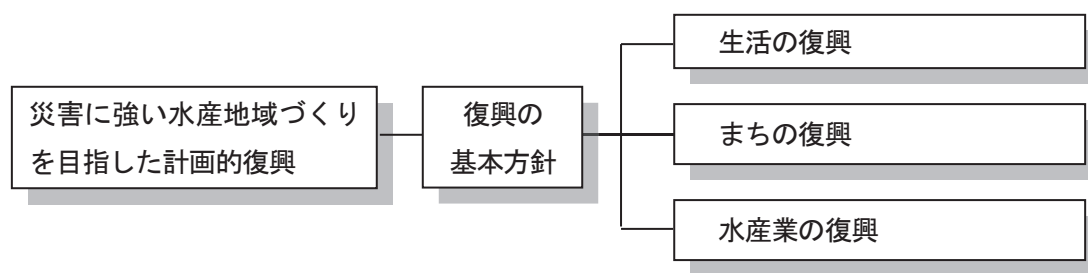 災害に強い水産地域づくり
を目指した計画的復興
復興の
基本方針
生活の復興
まちの復興
水産業の復興